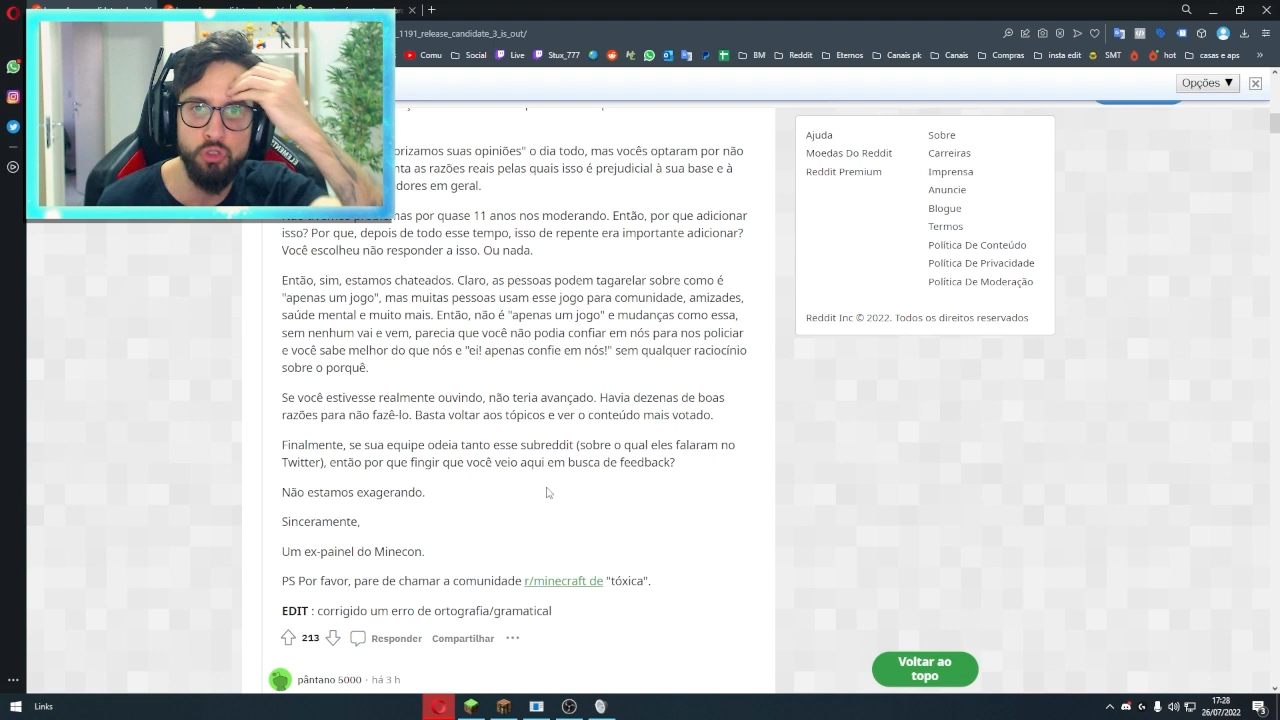 _1191_release_candidate_3_is_out/
Comu
Social
Live
Live
Stux_777
BM
Reddit
Eternos
Canais pk
Canais
Compras
insta edit
SMT
hot
casas e aps
Opções ▼
orizamos suas opiniões" o dia todo, mas vocês optaram por não
nta as razões reais pelas quais isso é prejudicial à sua base e à
dores em geral.
mas por quase 11 anos nos moderando. Então, por que adicionar
isso? Por que, depois de todo esse tempo, isso de repente era importante adicionar?
Você escolheu não responder a isso. Ou nada.
Então, sim, estamos chateados. Claro, as pessoas podem tagarelar sobre como é
"apenas um jogo", mas muitas pessoas usam esse jogo para comunidade, amizades,
saúde mental e muito mais. Então, não é "apenas um jogo" e mudanças como essa,
sem nenhum vai e vem, parecia que você não podia confiar em nós para nos policiar
e você sabe melhor do que nós e "ei! apenas confie em nós!" sem qualquer raciocínio
sobre o porquê.
Se você estivesse realmente ouvindo, não teria avançado. Havia dezenas de boas
razões para não fazê-lo. Basta voltar aos tópicos e ver o conteúdo mais votado.
Finalmente, se sua equipe odeia tanto esse subreddit (sobre o qual eles falaram no
Twitter), então por que fingir que você veio aqui em busca de feedback?
Não estamos exagerando.
Sinceramente,
Um ex-painel do Minecon.
PS Por favor, pare de chamar a comunidade r/minecraft de "tóxica".
EDIT : corrigido um erro de ortografia/gramatical
213 Responder Compartilhar
pântano 5000 · há 3 h
Ajuda
Moedas Do Reddit
Reddit Premium
Sobre
Carreiras
Imprensa
Anuncie
Blogue
Termos
Política De Conteúdo
Política De Privacidade
Política De Moderação
Reddit Inc © 2022. Todos os direitos reservados
Voltar ao
topo
Links
17:28
26/07/2022